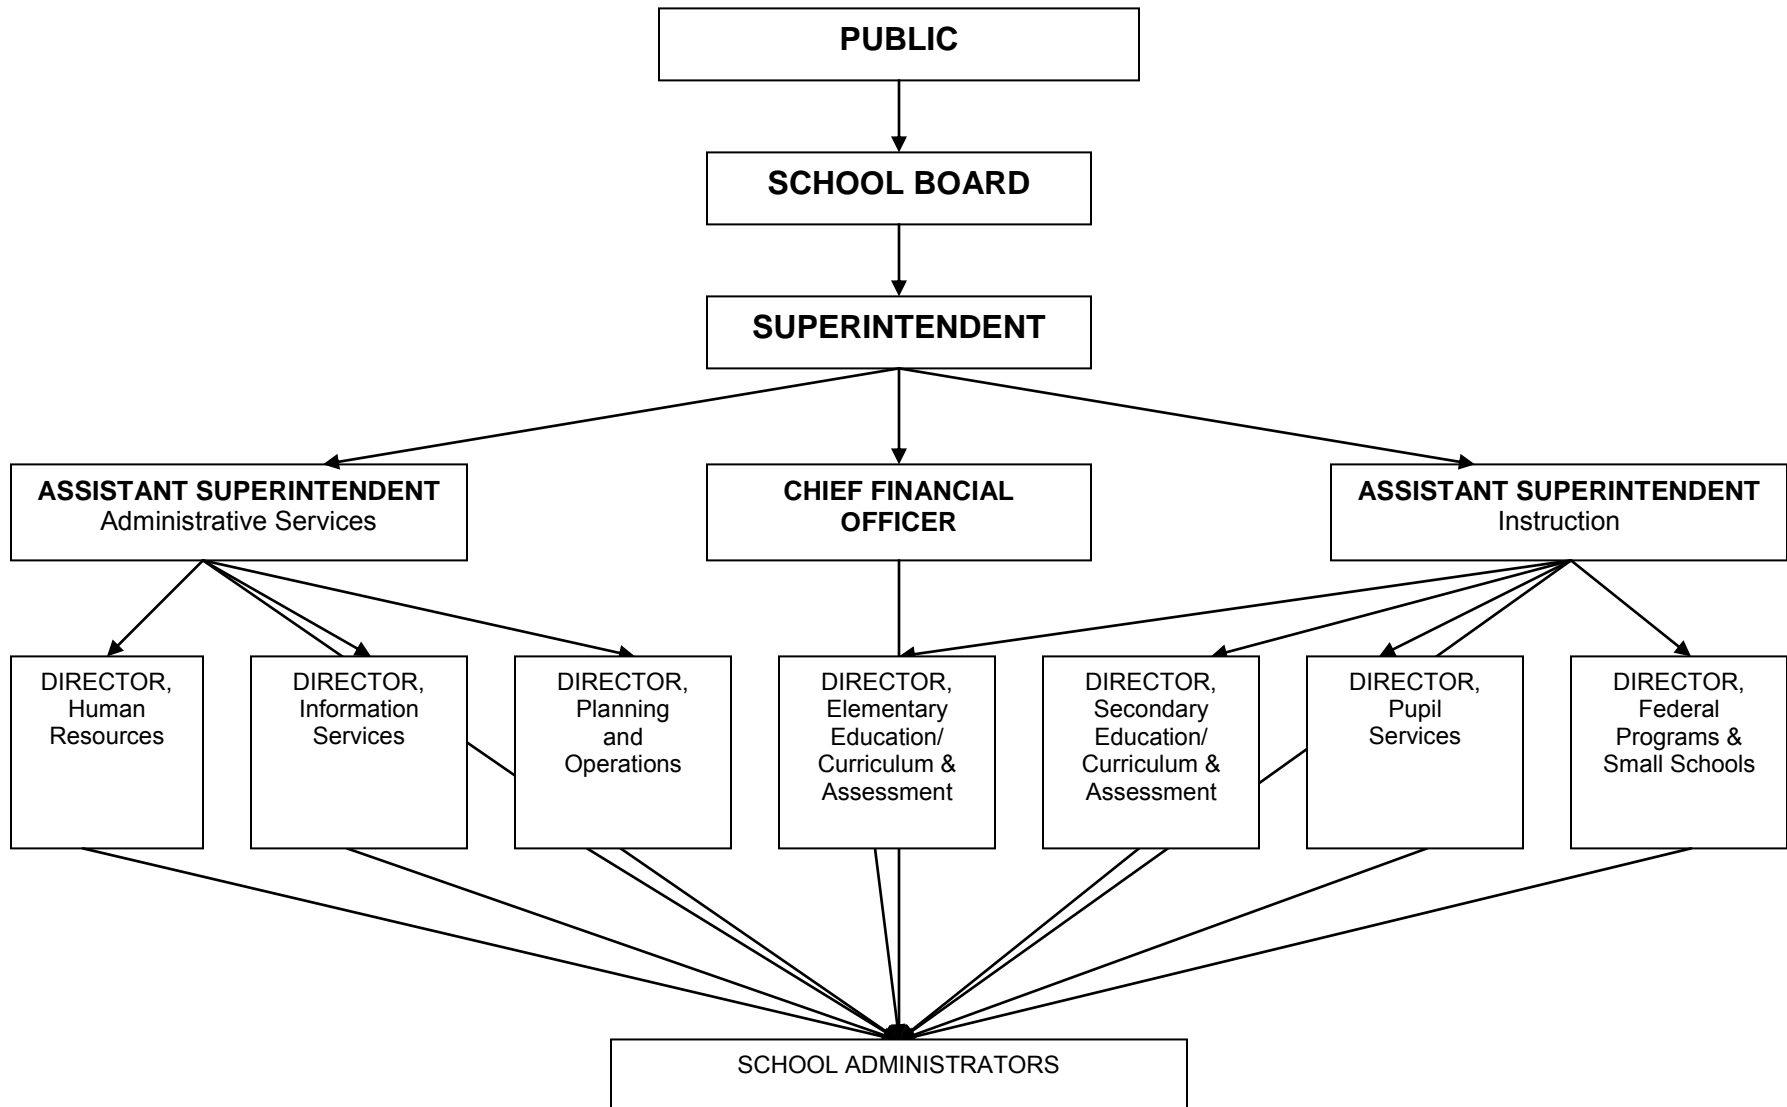 PUBLIC
SCHOOL BOARD
SUPERINTENDENT
ASSISTANT SUPERINTENDENT
Administrative Services
CHIEF FINANCIAL
OFFICER
ASSISTANT SUPERINTENDENT
Instruction
DIRECTOR,
Human
Resources
DIRECTOR,
Information
Services
DIRECTOR,
Planning
and
Operations
DIRECTOR,
Elementary
Education/
Curriculum &
Assessment
DIRECTOR,
Secondary
Education/
Curriculum &
Assessment
DIRECTOR,
Pupil
Services
DIRECTOR,
Federal
Programs &
Small Schools
SCHOOL ADMINISTRATORS